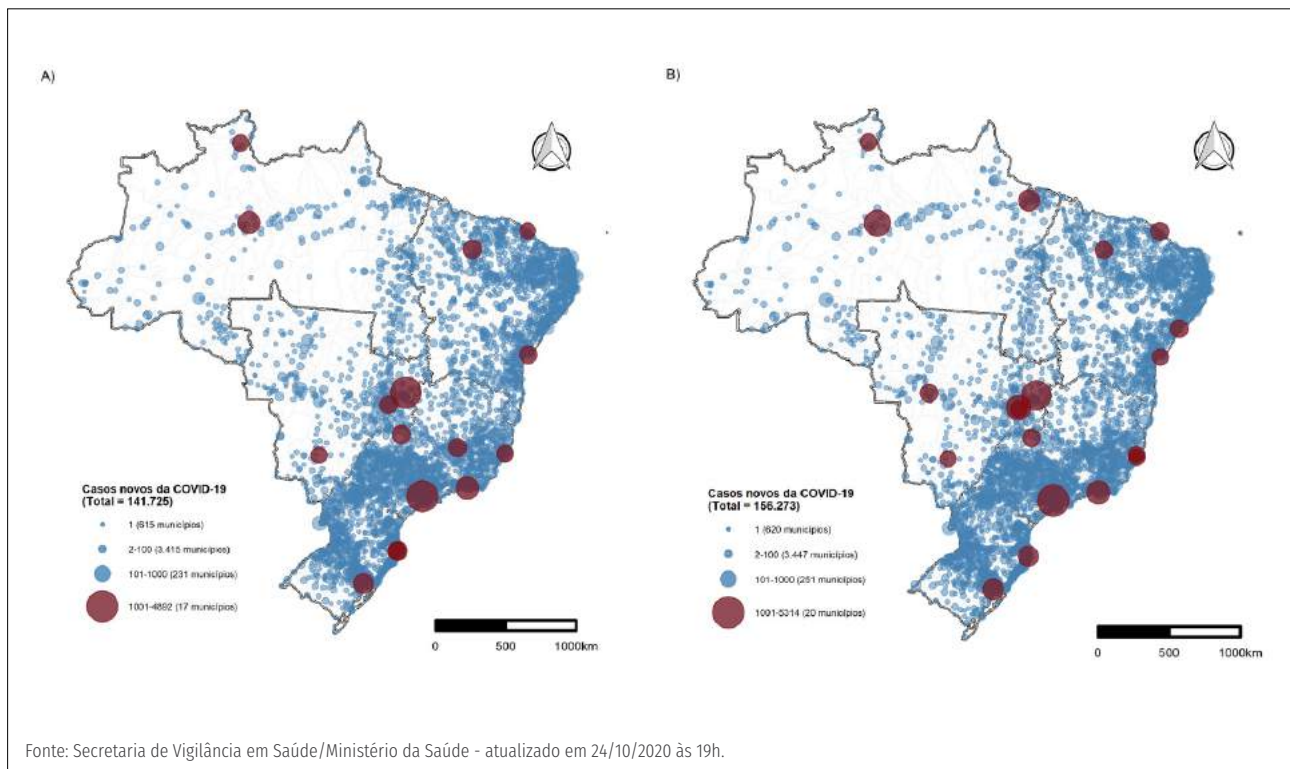 A)
Casos novos da COVID-19
(Total = 141.725)
1 (615 municípios)
2-100 (3.415 municípios)
101-1000 (231 municípios)
1001-4892 (17 municípios)
0 500 1000km
B)
Casos novos da COVID-19
(Total = 156.273)
1 (620 municípios)
2-100 (3.447 municípios)
101-1000 (251 municípios)
1001-5314 (20 municípios)
0 500 1000km
Fonte: Secretaria de Vigilância em Saúde/Ministério da Saúde - atualizado em 24/10/2020 às 19h.